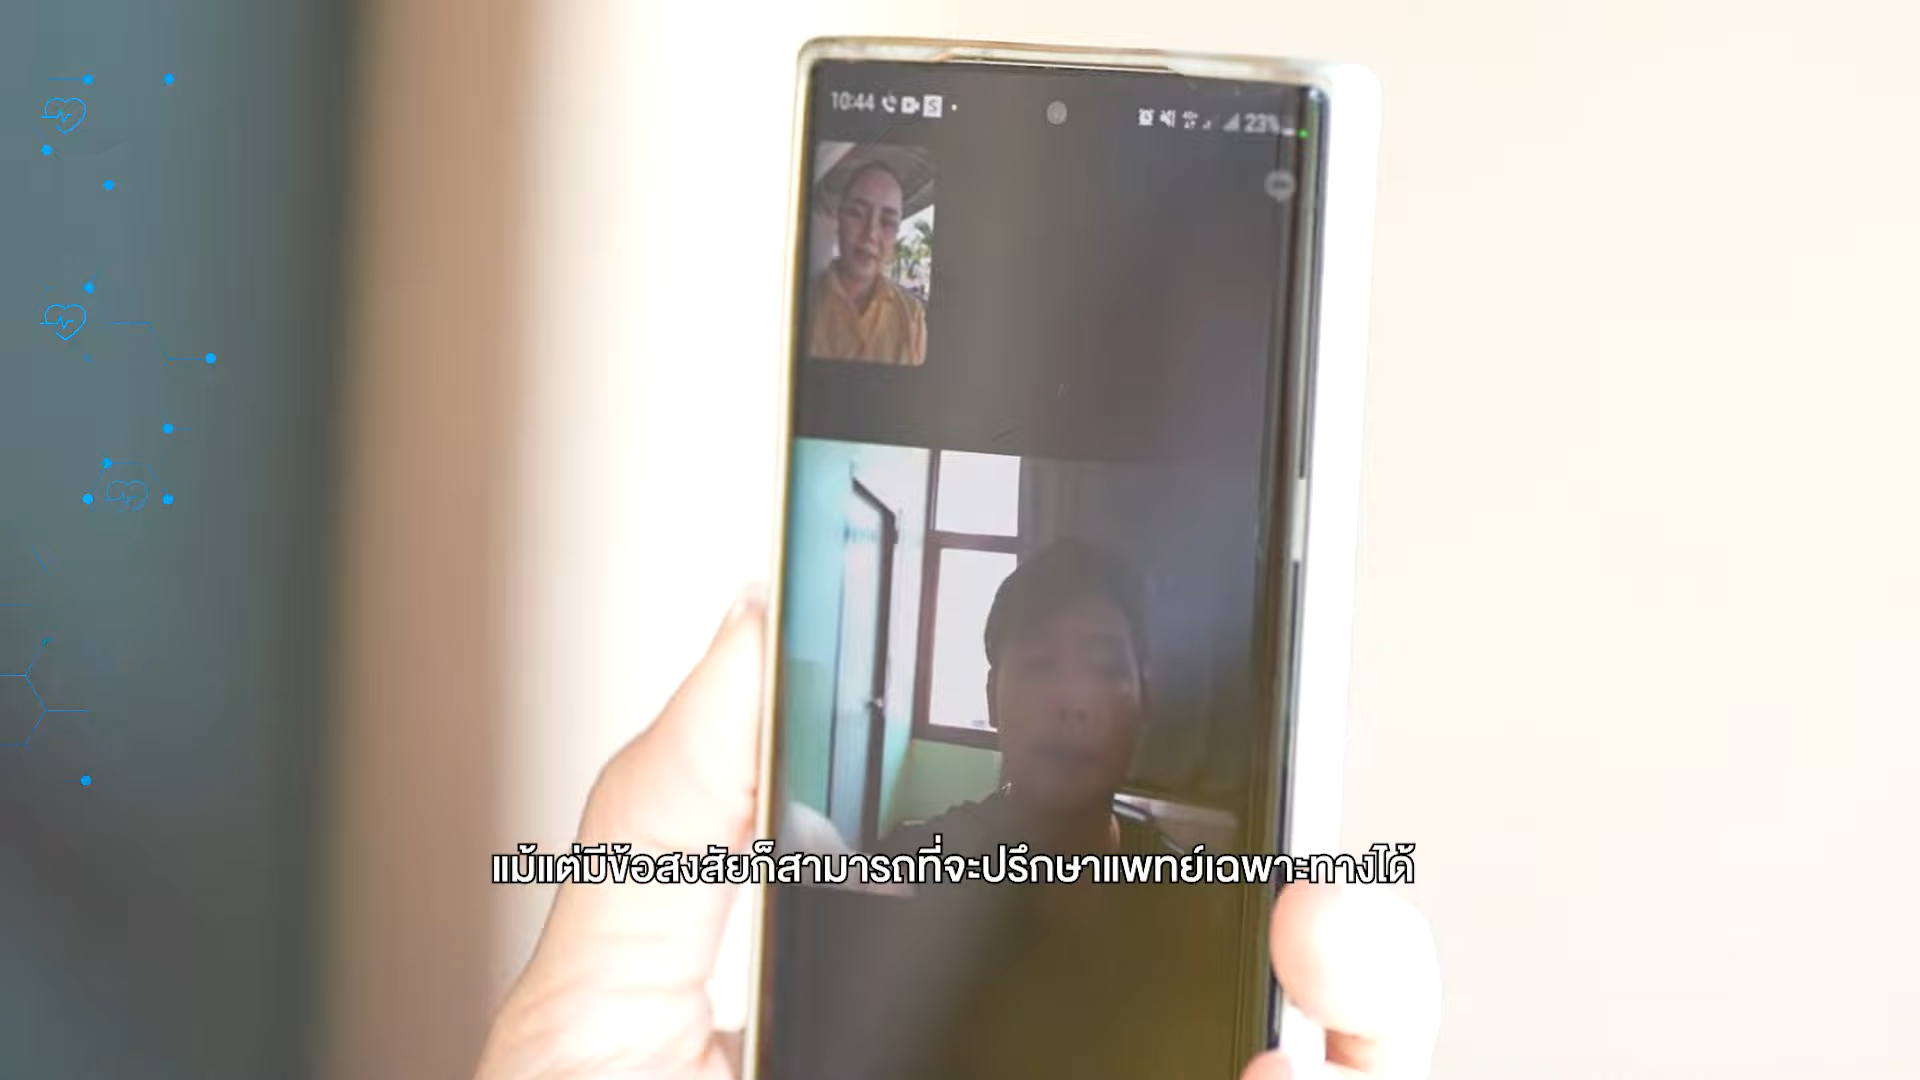 10:44
S
23%
แม้แต่มีข้อสงสัยก็สามารถที่จะปรึกษาแพทย์เฉพาะทางได้